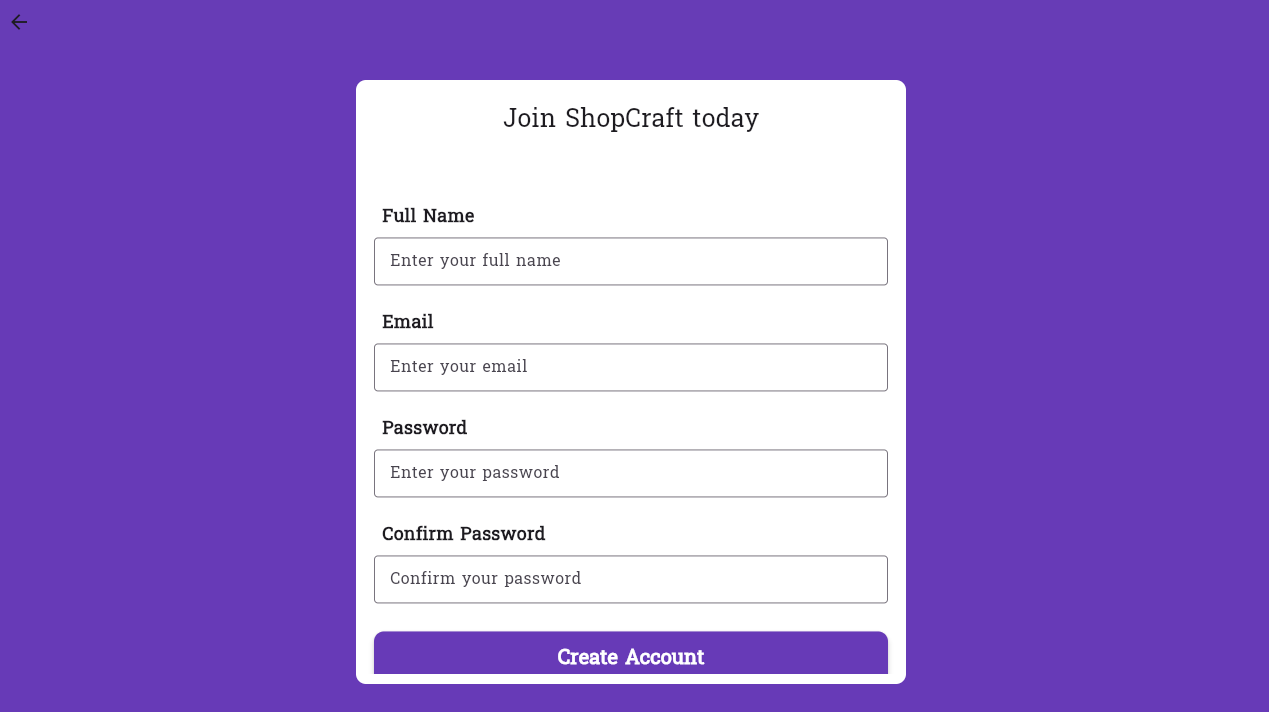 Join ShopCraft today
Full Name
Enter your full name
Email
Enter your email
Password
Enter your password
Confirm Password
Confirm your password
Create Account